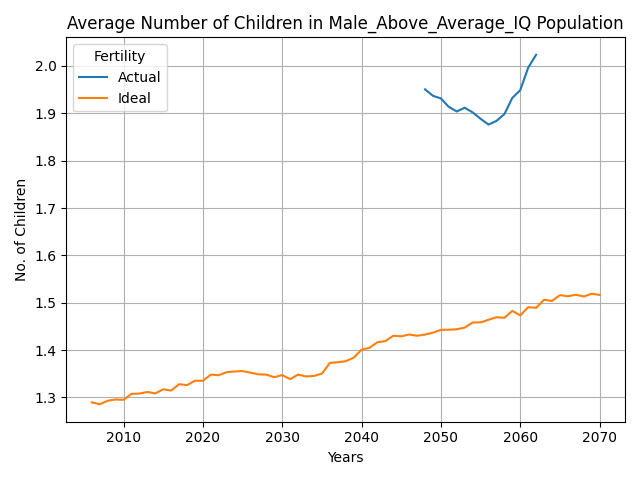 Average Number of Children in Male_Above_Average_IQ Population
Fertility
Actual
Ideal
No. of Children
2.0
1.9
1.8
1.7
1.6
1.5
1.4
1.3
2010 2020 2030 2040 2050 2060 2070
Years